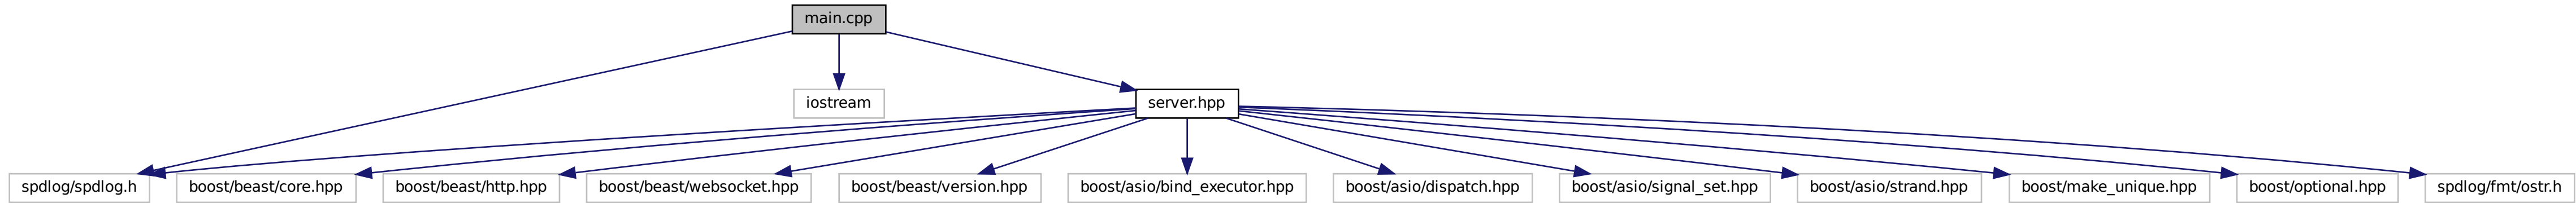 main.cpp
iostream
server.hpp
spdlog/spdlog.h
boost/beast/core.hpp
boost/beast/http.hpp
boost/beast/websocket.hpp
boost/beast/version.hpp
boost/asio/bind_executor.hpp
boost/asio/dispatch.hpp
boost/asio/signal_set.hpp
boost/asio/strand.hpp
boost/make_unique.hpp
boost/optional.hpp
spdlog/fmt/ostr.h